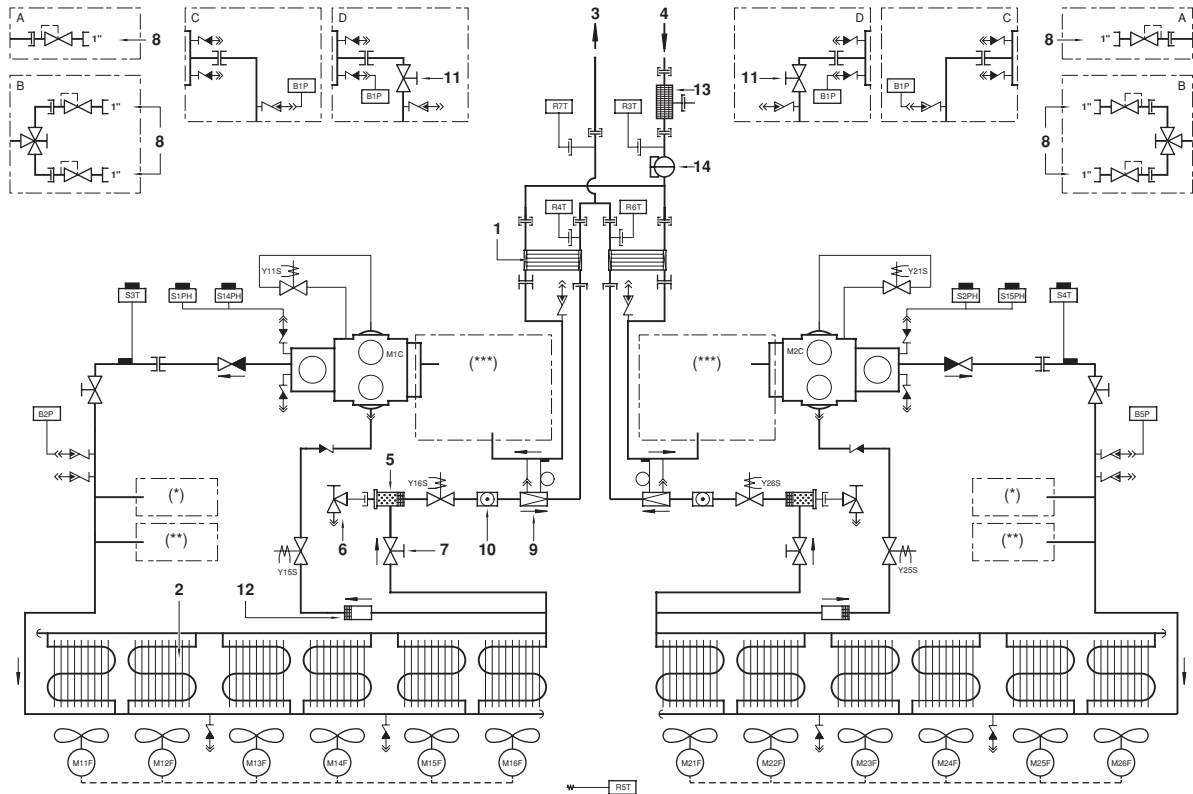 A
1"
8
C
B1P
D
B1P
11
3
4
D
11
B1P
C
B1P
A
8
1"
B
1"
8
1"
B
1"
8
1"
R7T
R3T
13
14
R4T
R6T
1
Y11S
Y21S
S3T
S1PH
S14PH
S2PH
S15PH
S4T
M1C
(***)
(***)
M2C
B2P
B5P
5
Y16S
Y26S
(*)
(*)
(**)
(**)
6
7
10
9
Y15S
Y25S
2
12
M11F
M12F
M13F
M14F
M15F
M16F
M21F
M22F
M23F
M24F
M25F
M26F
R5T